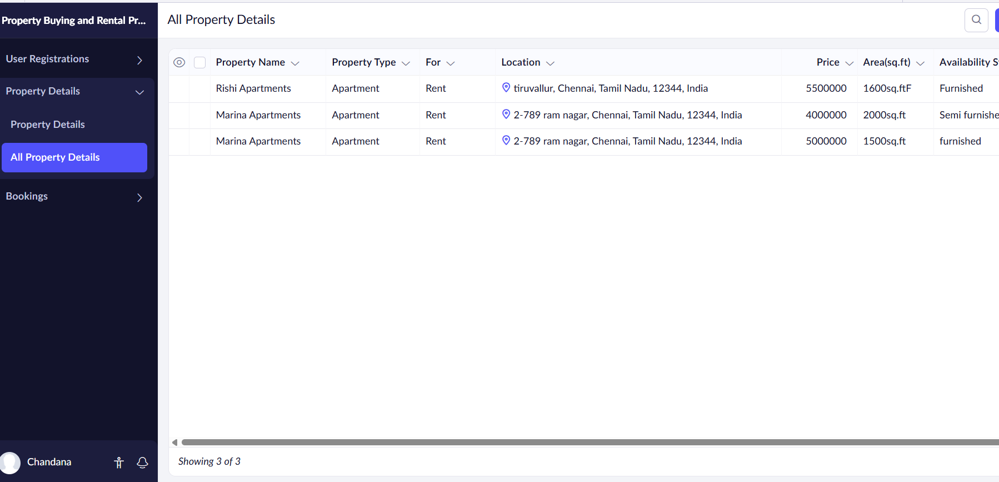 Property Buying and Rental Pr...
User Registrations
Property Details
Property Details
All Property Details
Bookings
Chandana
All Property Details
Property Name Property Type For Location Price Area(sq.ft) Availability S
Rishi Apartments Apartment Rent tiruvallur, Chennai, Tamil Nadu, 12344, India 5500000 1600sq.ftF Furnished
Marina Apartments Apartment Rent 2-789 ram nagar, Chennai, Tamil Nadu, 12344, India 4000000 2000sq.ft Semi furnishe
Marina Apartments Apartment Rent 2-789 ram nagar, Chennai, Tamil Nadu, 12344, India 5000000 1500sq.ft furnished
Showing 3 of 3